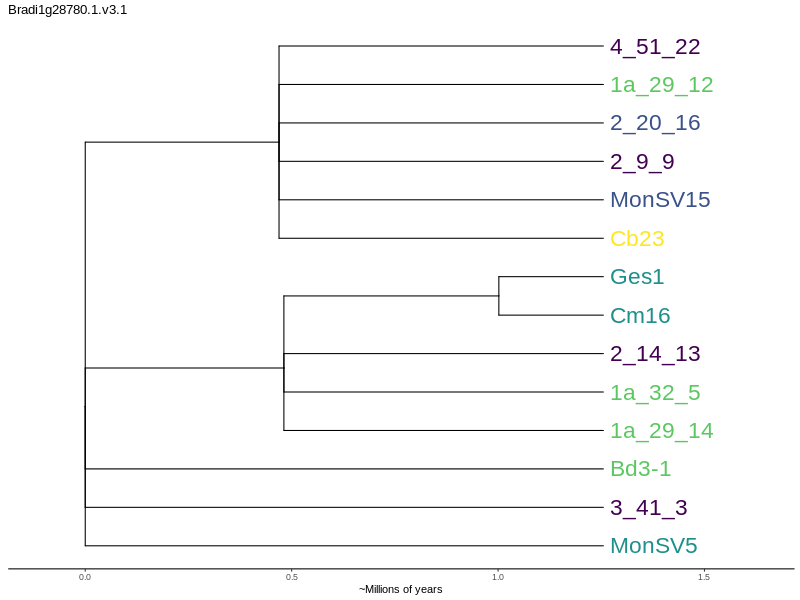 Bradi1g28780.1.v3.1
4_51_22
1a_29_12
2_20_16
2_9_9
MonSV15
Cb23
Ges1
Cm16
2_14_13
1a_32_5
1a_29_14
Bd3-1
3_41_3
MonSV5
0.0 0.5 1.0 1.5
~Millions of years